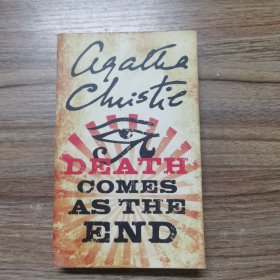 Agatha
Christie
DEATH
COMES
AS THE
END